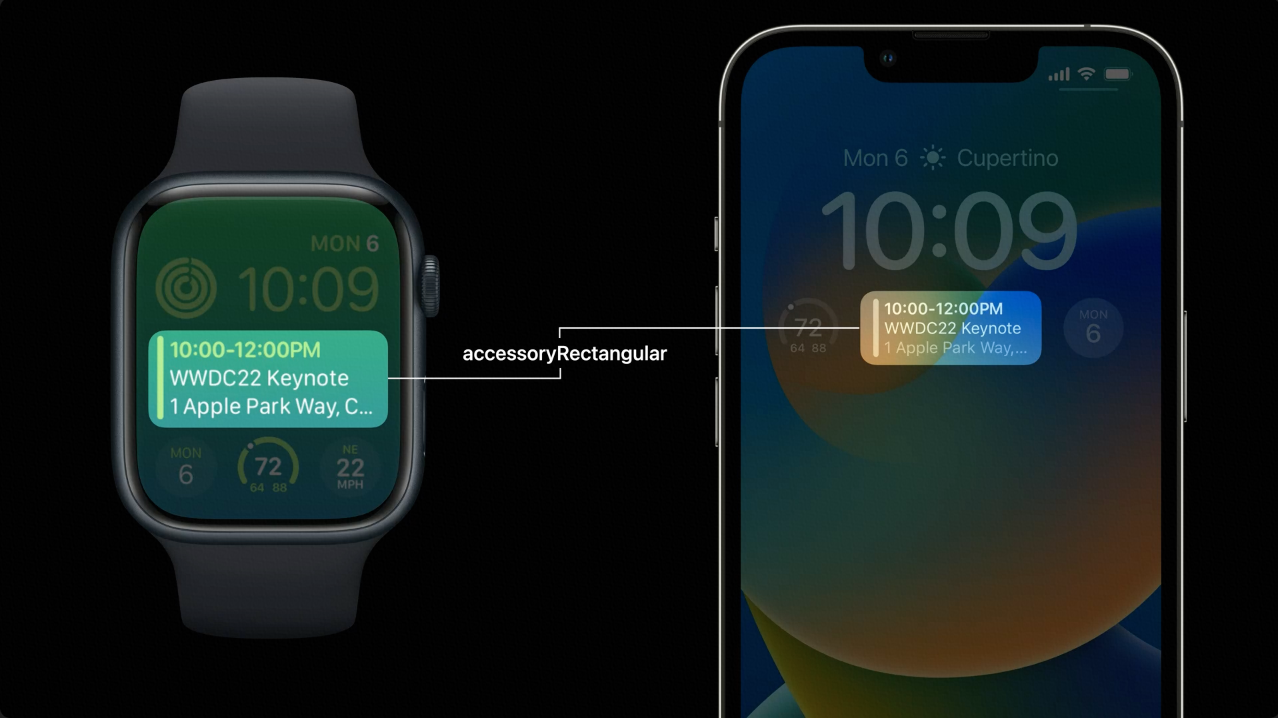 MON 6
10:09
10:00-12:00PM
WWDC22 Keynote
1 Apple Park Way, C...
MON
6
72
64 88
NE
22
MPH
accessoryRectangular
Mon 6 Cupertino
10:09
72
64 88
10:00-12:00PM
WWDC22 Keynote
1 Apple Park Way,...
MON
6